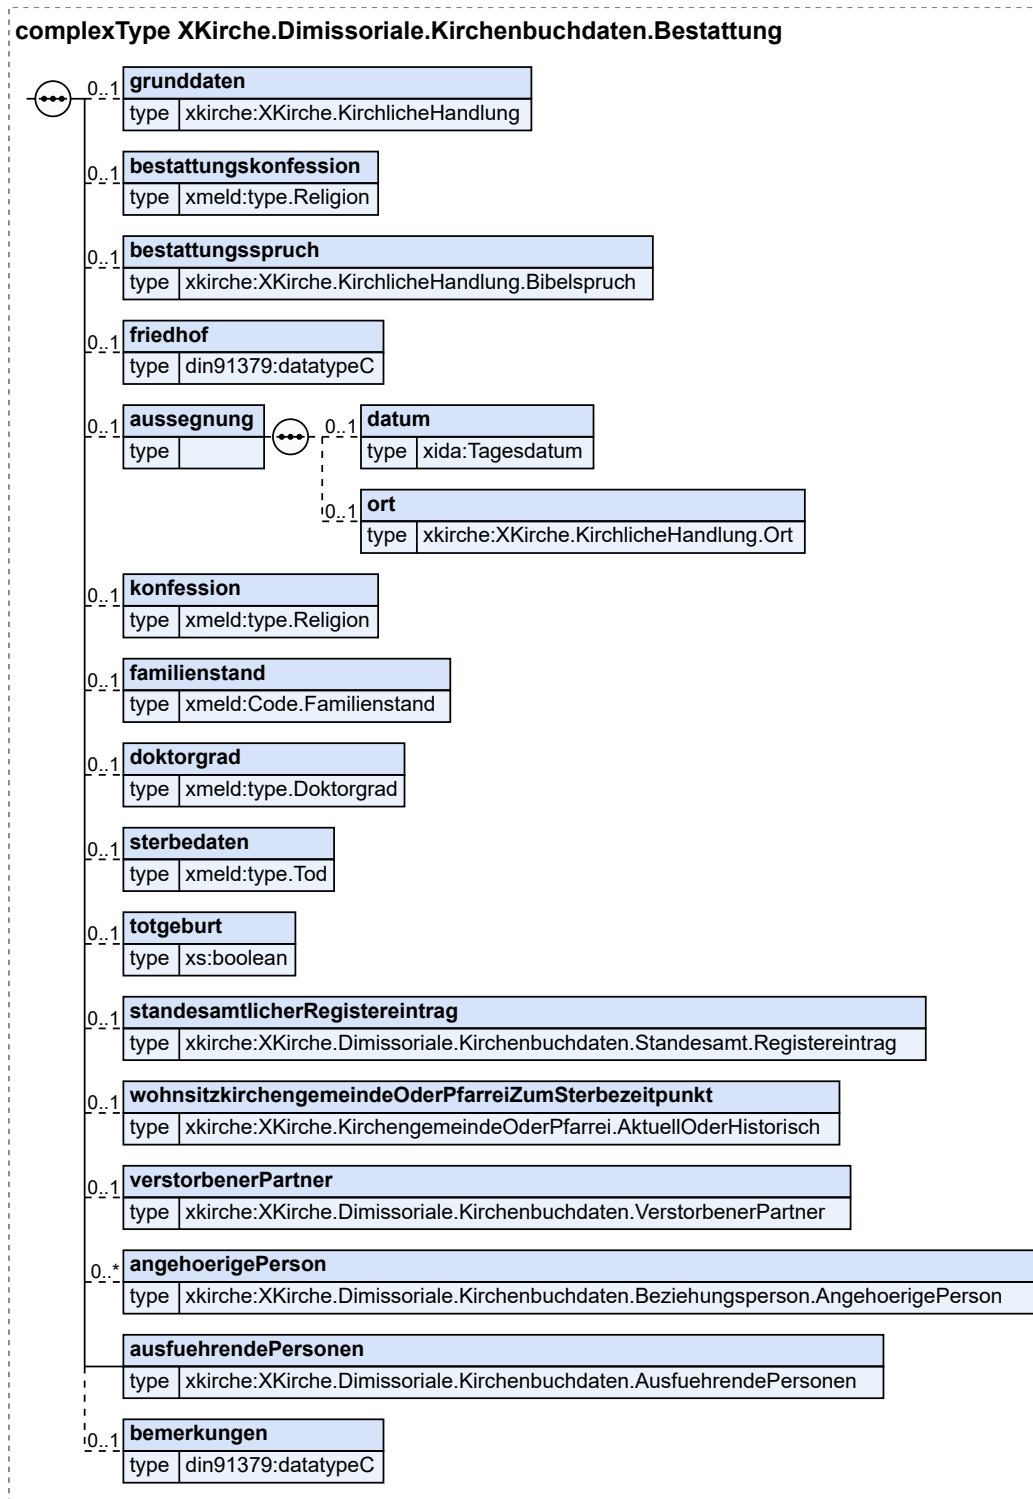 complexType XKirche.Dimissoriale.Kirchenbuchdaten.Bestattung
0..1 grunddaten
type xkirche:XKirche.KirchlicheHandlung
0..1 bestattungskonfession
type xmeld:type.Religion
0..1 bestattungsspruch
type xkirche:XKirche.KirchlicheHandlung.Bibelspruch
0..1 friedhof
type din91379:datatypeC
0..1 aussegnung
type
0..1 datum
type xida:Tagesdatum
0..1 ort
type xkirche:XKirche.KirchlicheHandlung.Ort
0..1 konfession
type xmeld:type.Religion
0..1 familienstand
type xmeld:Code.Familienstand
0..1 doktorgrad
type xmeld:type.Doktorgrad
0..1 sterbedaten
type xmeld:type.Tod
0..1 totgeburt
type xs:boolean
0..1 standesamtlicherRegistereintrag
type xkirche:XKirche.Dimissoriale.Kirchenbuchdaten.Standesamt.Registereintrag
0..1 wohnsitzkirchengemeindeOderPfarreiZumSterbezeitpunkt
type xkirche:XKirche.KirchengemeindeOderPfarrei.AktuellOderHistorisch
0..1 verstorbenerPartner
type xkirche:XKirche.Dimissoriale.Kirchenbuchdaten.VerstorbenerPartner
0..* angehoerigePerson
type xkirche:XKirche.Dimissoriale.Kirchenbuchdaten.Beziehungsperson.AngehoerigePerson
ausfuehrendePersonen
type xkirche:XKirche.Dimissoriale.Kirchenbuchdaten.AusfuehrendePersonen
0..1 bemerkungen
type din91379:datatypeC